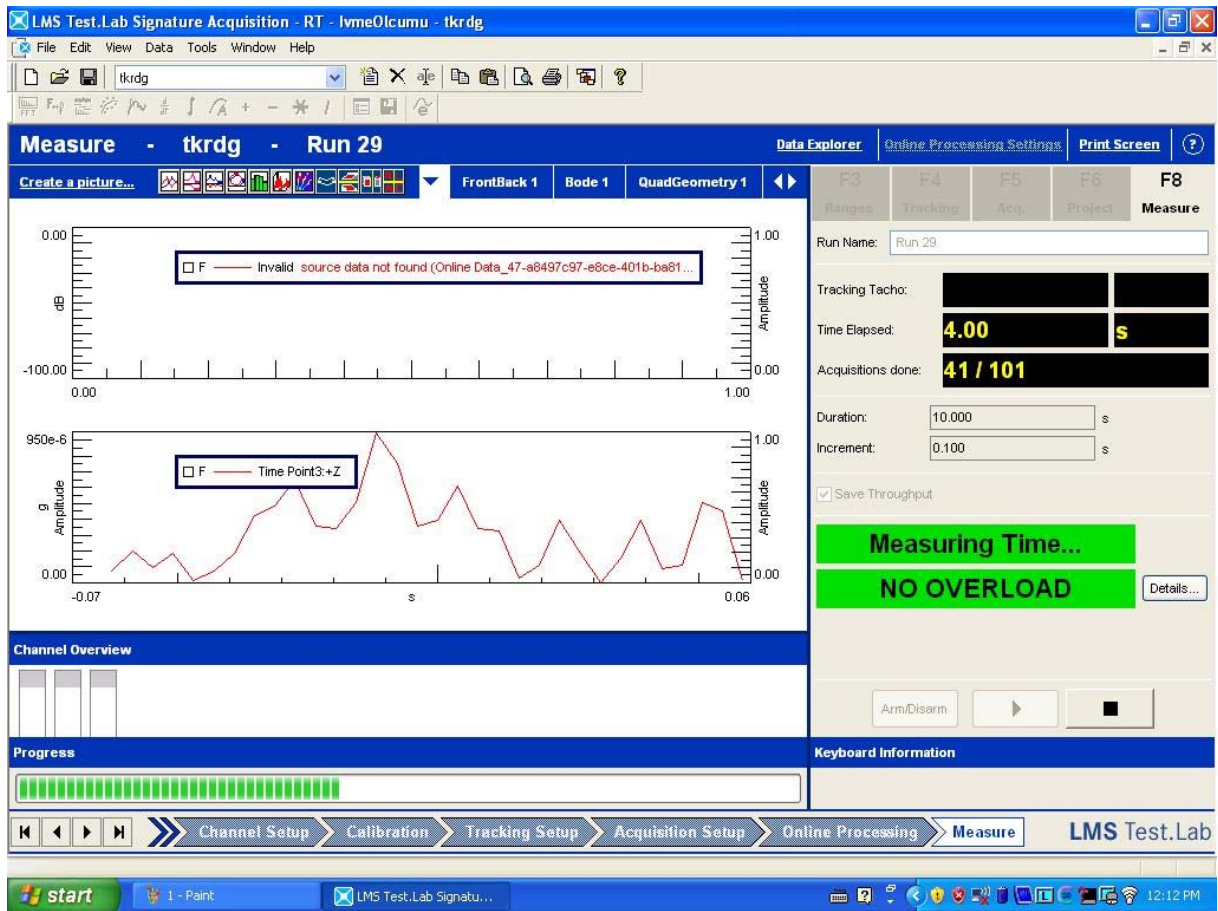 LMS Test.Lab Signature Acquisition - RT - IvmeOlcumu - tkrdg
File Edit View Data Tools Window Help
tkrdg
Measure - tkrdg - Run 29
Data Explorer Online Processing Settings Print Screen ?
Create a picture... FrontBack 1 Bode 1 QuadGeometry 1
F3 F4 F5 F6 F8
Ranges Tracking Acq. Project Measure
0.00 1.00
F Invalid source data not found (Online Data_47-a8497c97-e8ce-401b-ba81...
dB Amplitude
-100.00 0.00
0.00 1.00
950e-6 1.00
F Time Point3:+Z
g Amplitude Amplitude
0.00 0.00
-0.07 s 0.06
Run Name: Run 29
Tracking Tacho:
Time Elapsed: 4.00 s
Acquisitions done: 41 / 101
Duration: 10.000 s
Increment: 0.100 s
Save Throughput
Measuring Time...
NO OVERLOAD Details...
Arm/Disarm
Channel Overview
Progress
Keyboard Information
Channel Setup Calibration Tracking Setup Acquisition Setup Online Processing Measure LMS Test.Lab
start 1 - Paint LMS Test.Lab Signatu... 12:12 PM